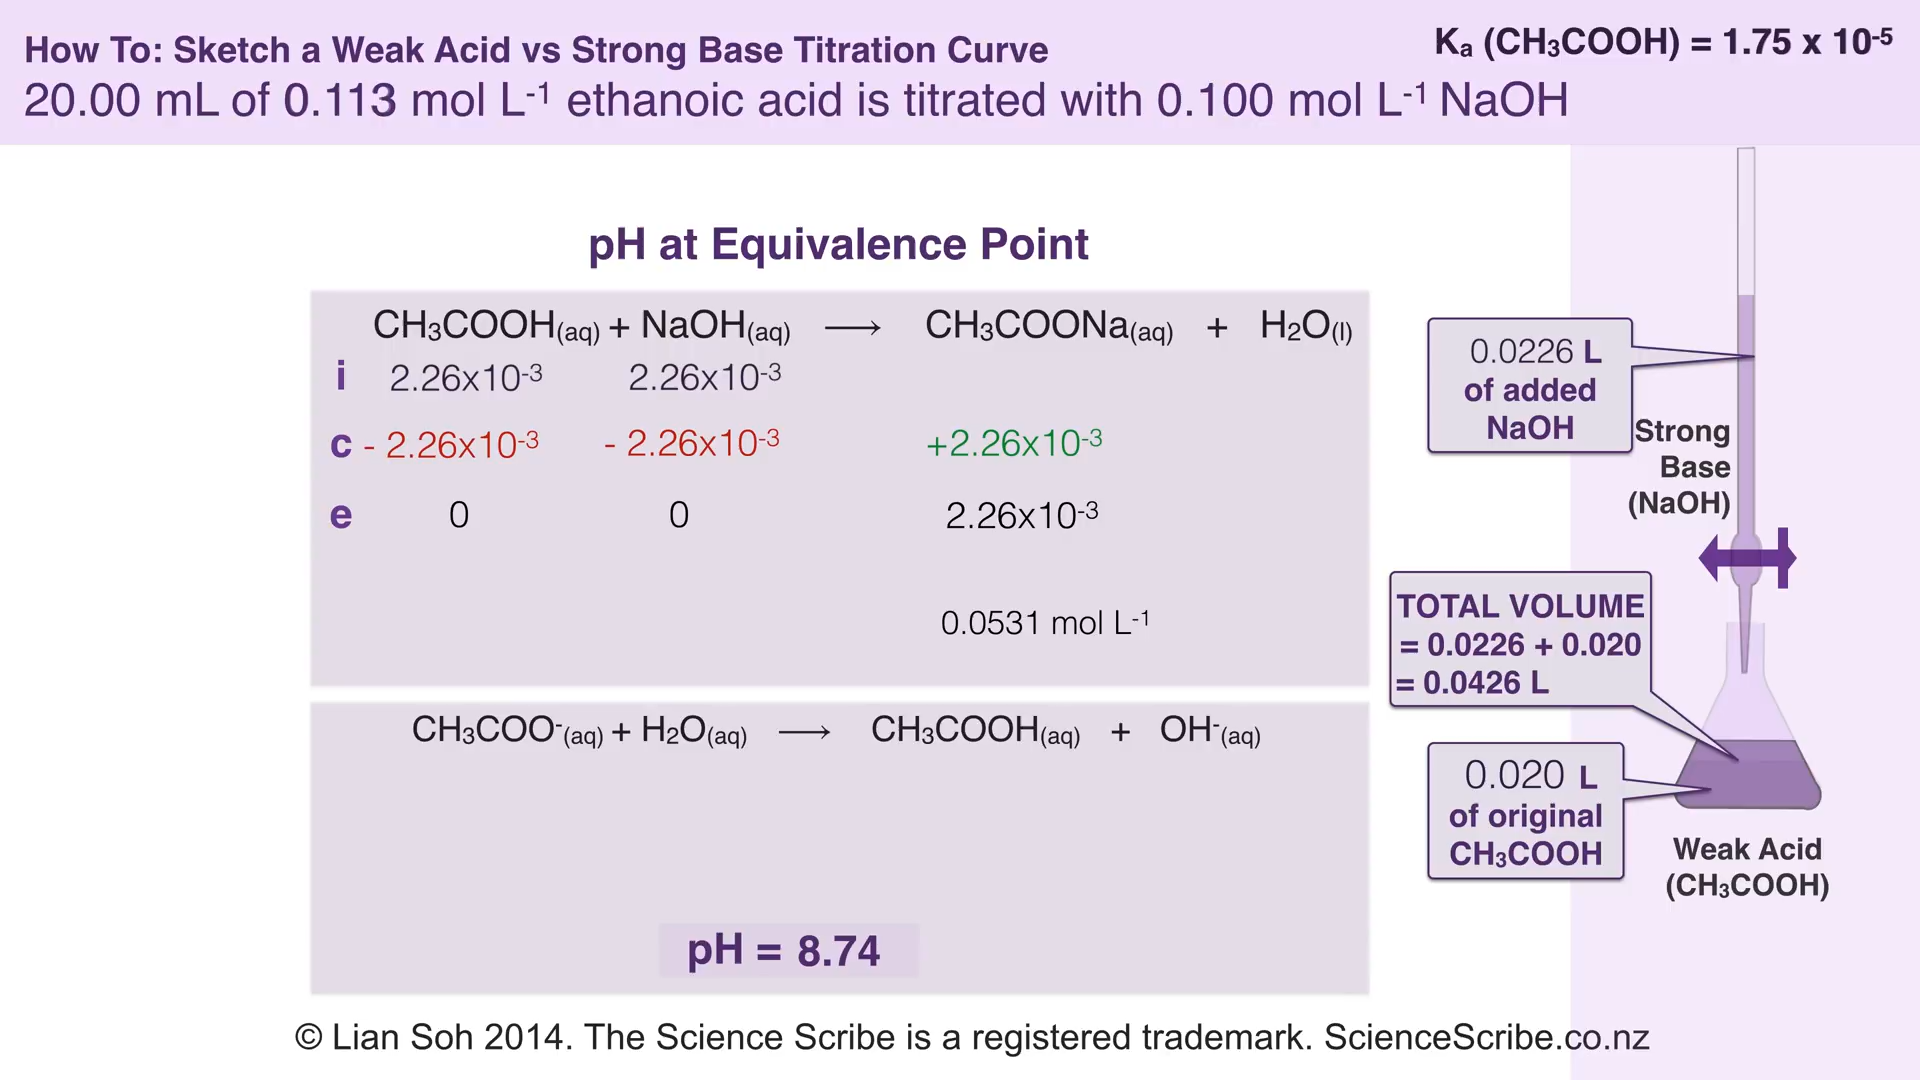 How To: Sketch a Weak Acid vs Strong Base Titration Curve
Kₐ (CH₃COOH) = 1.75 x 10⁻⁵
20.00 mL of 0.113 mol L⁻¹ ethanoic acid is titrated with 0.100 mol L⁻¹ NaOH
pH at Equivalence Point
CH₃COOH(aq) + NaOH(aq) ⟶ CH₃COONa(aq) + H₂O(l)
i 2.26x10⁻³ 2.26x10⁻³
c - 2.26x10⁻³ - 2.26x10⁻³ +2.26x10⁻³
e 0 0 2.26x10⁻³
0.0531 mol L⁻¹
CH₃COO⁻(aq) + H₂O(aq) ⟶ CH₃COOH(aq) + OH⁻(aq)
pH = 8.74
0.0226 L
of added
NaOH
Strong
Base
(NaOH)
TOTAL VOLUME
= 0.0226 + 0.020
= 0.0426 L
0.020 L
of original
CH₃COOH
Weak Acid
(CH₃COOH)
© Lian Soh 2014. The Science Scribe is a registered trademark. ScienceScribe.co.nz